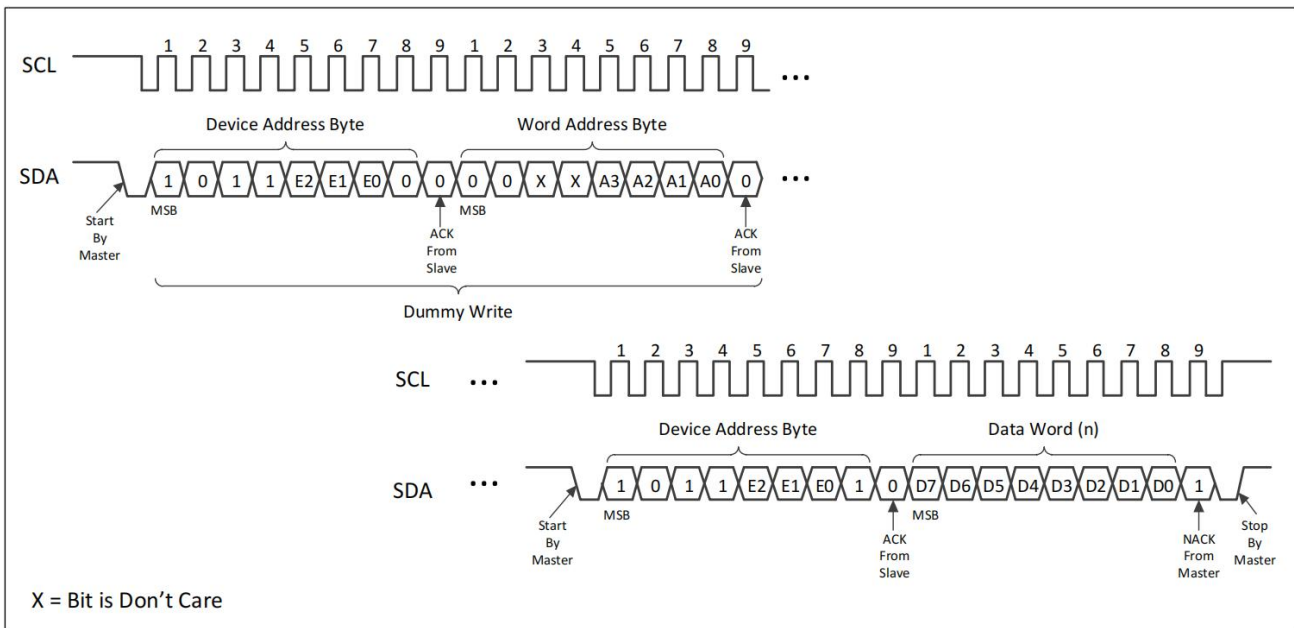 1 2 3 4 5 6 7 8 9 1 2 3 4 5 6 7 8 9
SCL ...
Device Address Byte Word Address Byte
SDA 1 0 1 1 E2 E1 E0 0 0 0 0 X X A3 A2 A1 A0 0 ...
MSB MSB
Start
By
Master
ACK
From
Slave
ACK
From
Slave
Dummy Write
1 2 3 4 5 6 7 8 9 1 2 3 4 5 6 7 8 9
SCL ...
Device Address Byte Data Word (n)
SDA ... 1 0 1 1 E2 E1 E0 1 0 D7 D6 D5 D4 D3 D2 D1 D0 1
MSB MSB
Start
By
Master
ACK
From
Slave
NACK
From
Master
Stop
By
Master
X = Bit is Don’t Care